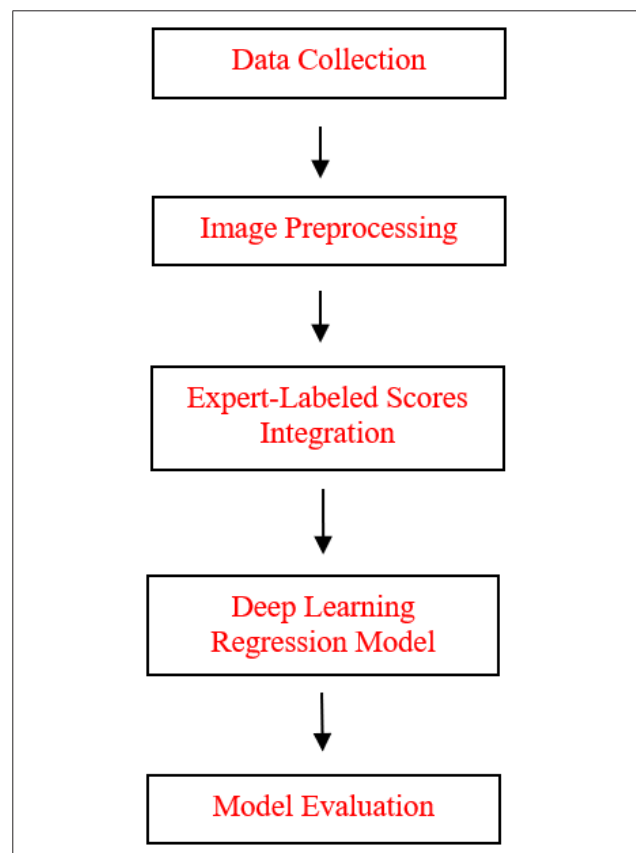 Data Collection
Image Preprocessing
Expert-Labeled Scores
Integration
Deep Learning
Regression Model
Model Evaluation